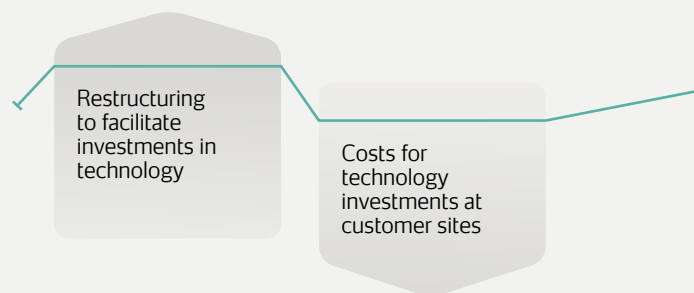 Restructuring
to facilitate
investments in
technology
Costs for
technology
investments at
customer sites